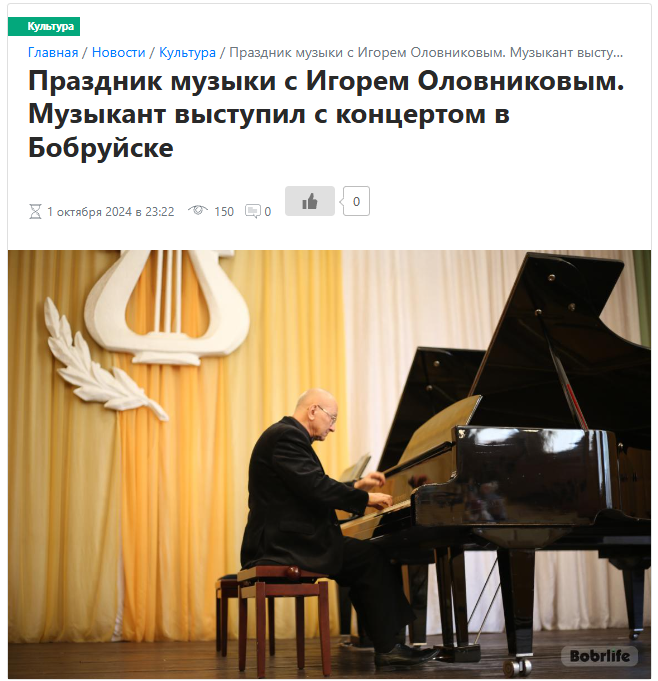 Культура
Главная / Новости / Культура / Праздник музыки с Игорем Оловниковым. Музыкант высту...
Праздник музыки с Игорем Оловниковым.
Музыкант выступил с концертом в
Бобруйске
1 октября 2024 в 23:22 150 0 0
Bobrlife